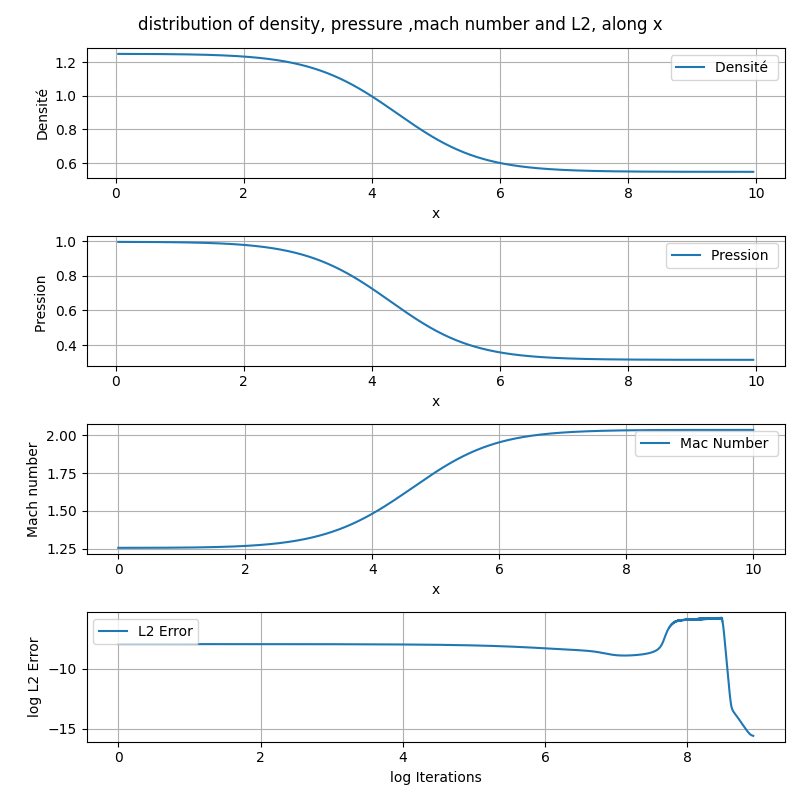 distribution of density, pressure ,mach number and L2, along x
Densité
1.2
1.0
0.8
0.6
Densité
0 2 4 6 8 10
x
Pression
1.0
0.8
0.6
0.4
Pression
0 2 4 6 8 10
x
Mach number
2.00
1.75
1.50
1.25
Mac Number
0 2 4 6 8 10
x
log L2 Error
L2 Error
−10
−15
0 2 4 6 8
log Iterations